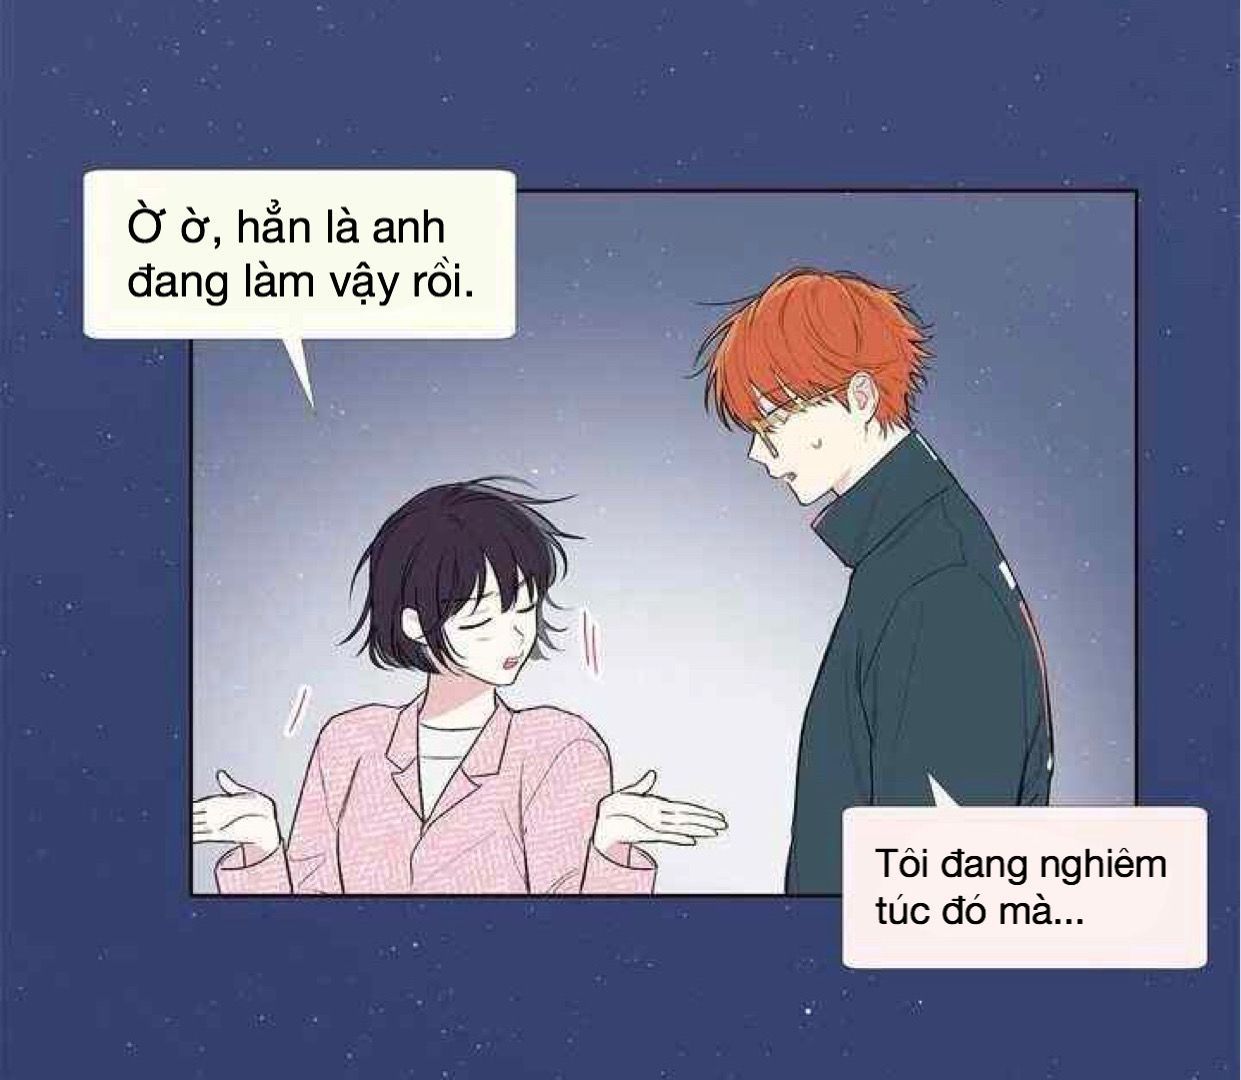 Ờ ờ, hẳn là anh
đang làm vậy rồi.
Tôi đang nghiêm
túc đó mà...